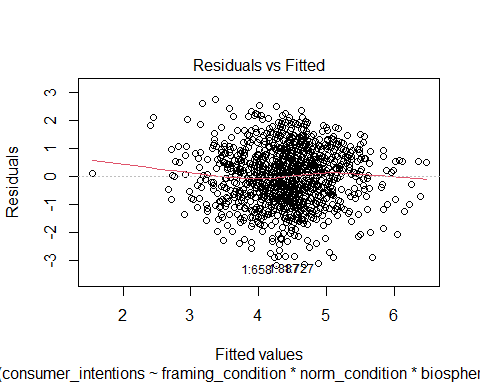 Residuals vs Fitted
Residuals
3
2
1
0
-1
-2
-3
2 3 4 5 6
Fitted values
(consumer_intentions ~ framing_condition * norm_condition * biospher